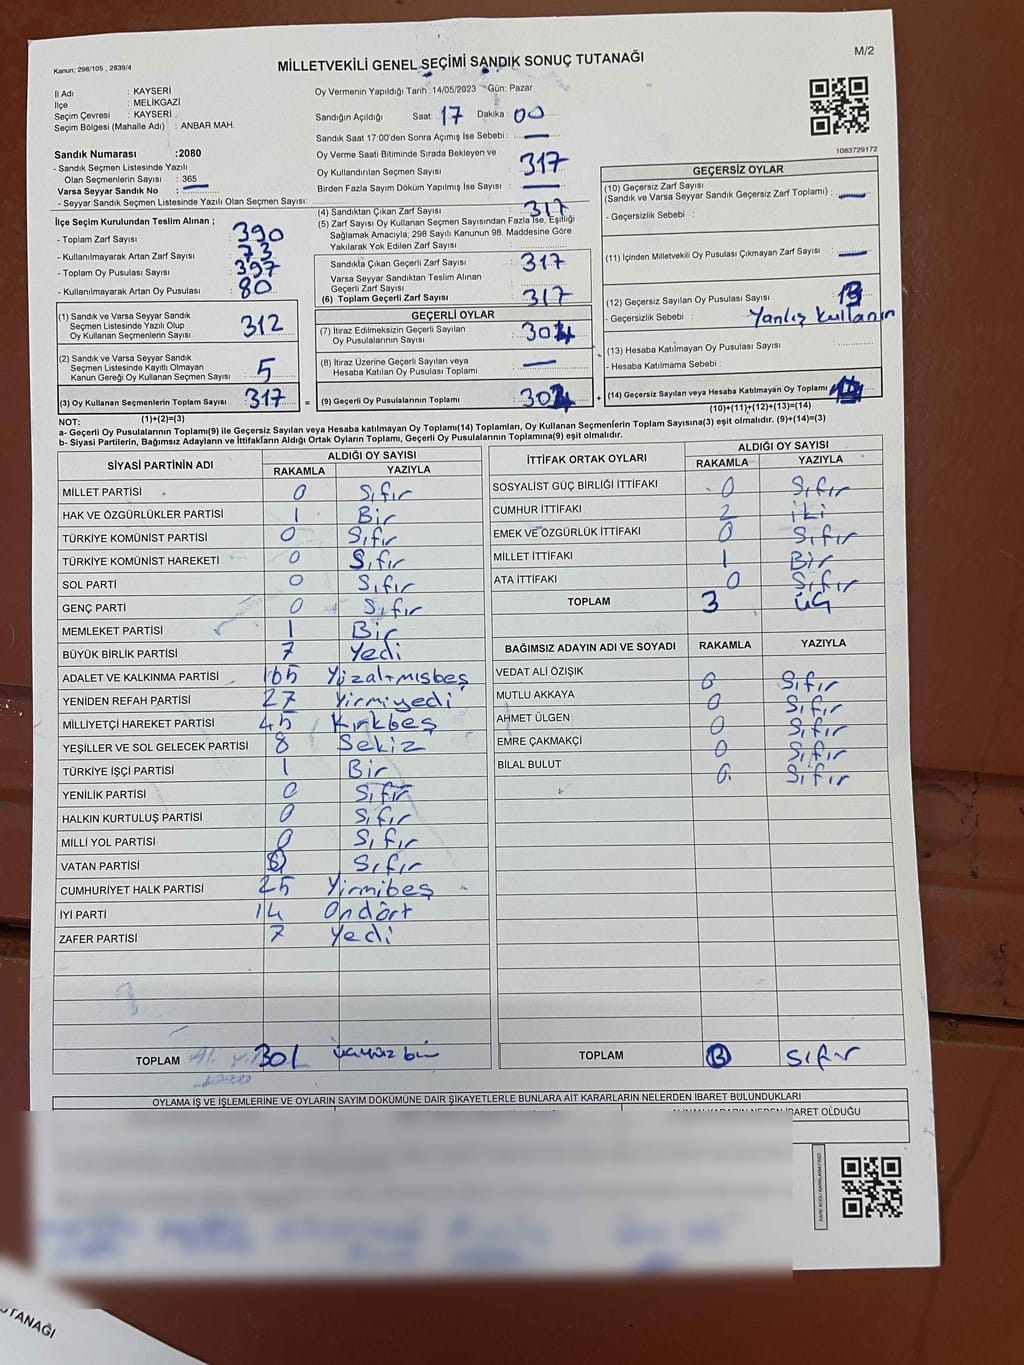 Kanun; 298/105 , 2839/4
M/2
MİLLETVEKİLİ GENEL SEÇİMİ SANDIK SONUÇ TUTANAĞI
İl Adı : KAYSERİ
İlçe : MELİKGAZİ
Seçim Çevresi : KAYSERİ
Seçim Bölgesi (Mahalle Adı) : ANBAR MAH.
Oy Vermenin Yapıldığı Tarih :14/05/2023 Gün: Pazar
Sandığın Açıldığı Saat: 17 Dakika: 00
Sandık Saat 17:00'den Sonra Açımış İse Sebebi : —
1083729172
Sandık Numarası :2080
- Sandık Seçmen Listesinde Yazılı
Olan Seçmenlerin Sayısı : 365
Varsa Seyyar Sandık No : —
- Seyyar Sandık Seçmen Listesinde Yazılı Olan Seçmen Sayısı:
Oy Verme Saati Bitiminde Sırada Bekleyen ve
Oy Kullandırılan Seçmen Sayısı : 317
Birden Fazla Sayım Döküm Yapılmış İse Sayısı : —
İlçe Seçim Kurulundan Teslim Alınan ;
- Toplam Zarf Sayısı : 390
- Kullanılmayarak Artan Zarf Sayısı : 73
- Toplam Oy Pusulası Sayısı : 397
- Kullanılmayarak Artan Oy Pusulası : 80
(4) Sandıktan Çıkan Zarf Sayısı : 317
(5) Zarf Sayısı Oy Kullanan Seçmen Sayısından Fazla İse, Eşitliği
Sağlamak Amacıyla; 298 Sayılı Kanunun 98. Maddesine Göre
Yakılarak Yok Edilen Zarf Sayısı :
Sandıkta Çıkan Geçerli Zarf Sayısı : 317
Varsa Seyyar Sandıktan Teslim Alınan
Geçerli Zarf Sayısı :
(6) Toplam Geçerli Zarf Sayısı : 317
GEÇERSİZ OYLAR
(10) Geçersiz Zarf Sayısı
(Sandık ve Varsa Seyyar Sandık Geçersiz Zarf Toplamı) : —
- Geçersizlik Sebebi :
(11) İçinden Milletvekili Oy Pusulası Çıkmayan Zarf Sayısı : —
(12) Geçersiz Sayılan Oy Pusulası Sayısı : 13
- Geçersizlik Sebebi : Yanlış kullanım
(13) Hesaba Katılmayan Oy Pusulası Sayısı :
- Hesaba Katılmama Sebebi :
(14) Geçersiz Sayılan veya Hesaba Katılmayan Oy Toplamı :
(10)+(11)+(12)+(13)=(14)
(1) Sandık ve Varsa Seyyar Sandık
Seçmen Listesinde Yazılı Olup
Oy Kullanan Seçmenlerin Sayısı : 312
(2) Sandık ve Varsa Seyyar Sandık
Seçmen Listesinde Kayıtlı Olmayan
Kanun Gereği Oy Kullanan Seçmen Sayısı : 5
(3) Oy Kullanan Seçmenlerin Toplam Sayısı : 317
(1)+(2)=(3)
GEÇERLİ OYLAR
(7) İtiraz Edilmeksizin Geçerli Sayılan
Oy Pusulalarının Sayısı : 304
(8) İtiraz Üzerine Geçerli Sayılan veya
Hesaba Katılan Oy Pusulası Toplamı : —
(9) Geçerli Oy Pusulalarının Toplamı : 304
NOT:
a- Geçerli Oy Pusulalarının Toplamı(9) ile Geçersiz Sayılan veya Hesaba Katılmayan Oy Toplamı(14) Toplamları, Oy Kullanan Seçmenlerin Toplam Sayısına(3) eşit olmalıdır. (9)+(14)=(3)
b- Siyasi Partilerin, Bağımsız Adayların ve İttifakların Aldığı Ortak Oyların Toplamı, Geçerli Oy Pusulalarının Toplamına(9) eşit olmalıdır.
SİYASİ PARTİNİN ADI ALDIĞI OY SAYISI
RAKAMLA YAZIYLA
MİLLET PARTİSİ 0 Sıfır
HAK VE ÖZGÜRLÜKLER PARTİSİ 1 Bir
TÜRKİYE KOMÜNİST PARTİSİ 0 Sıfır
TÜRKİYE KOMÜNİST HAREKETİ 0 Sıfır
SOL PARTİ 0 Sıfır
GENÇ PARTİ 0 Sıfır
MEMLEKET PARTİSİ 1 Bir
BÜYÜK BİRLİK PARTİSİ 7 Yedi
ADALET VE KALKINMA PARTİSİ 165 Yüzaltmışbeş
YENİDEN REFAH PARTİSİ 27 Yirmiyedi
MİLLİYETÇİ HAREKET PARTİSİ 45 Kırkbeş
YEŞİLLER VE SOL GELECEK PARTİSİ 8 Sekiz
TÜRKİYE İŞÇİ PARTİSİ 1 Bir
YENİLİK PARTİSİ 0 Sıfır
HALKIN KURTULUŞ PARTİSİ 0 Sıfır
MİLLİ YOL PARTİSİ 0 Sıfır
VATAN PARTİSİ Sıfır
CUMHURİYET HALK PARTİSİ 25 Yirmibeş
İYİ PARTİ 14 Ondört
ZAFER PARTİSİ 7 Yedi
TOPLAM 301 üçyüz bir
İTTİFAK ORTAK OYLARI ALDIĞI OY SAYISI
RAKAMLA YAZIYLA
SOSYALİST GÜÇ BİRLİĞİ İTTİFAKI 0 Sıfır
CUMHUR İTTİFAKI 2 iki
EMEK VE ÖZGÜRLÜK İTTİFAKI 0 Sıfır
MİLLET İTTİFAKI 1 Bir
ATA İTTİFAKI 0 Sıfır
TOPLAM 3 üç
BAĞIMSIZ ADAYIN ADI VE SOYADI RAKAMLA YAZIYLA
VEDAT ALİ ÖZIŞIK 0 Sıfır
MUTLU AKKAYA 0 Sıfır
AHMET ÜLGEN 0 Sıfır
EMRE ÇAKMAKÇİ 0 Sıfır
BİLAL BULUT 0 Sıfır
TOPLAM Sıfır
OYLAMA İŞ VE İŞLEMLERİNE VE OYLARIN SAYIM DÖKÜMÜNE DAİR ŞİKAYETLERLE BUNLARA AİT KARARLARIN NELERDEN İBARET BULUNDUKLARI
İBARET OLDUĞU
TUTANAĞI